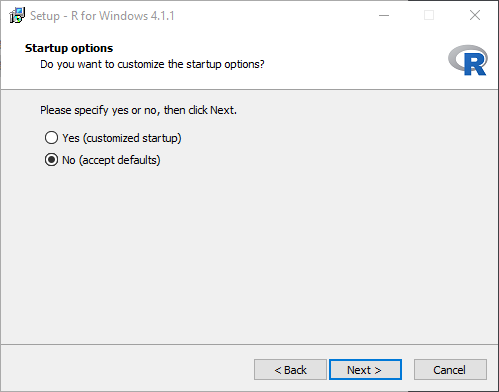 Setup - R for Windows 4.1.1
Startup options
Do you want to customize the startup options?
R
Please specify yes or no, then click Next.
Yes (customized startup)
No (accept defaults)
< Back
Next >
Cancel